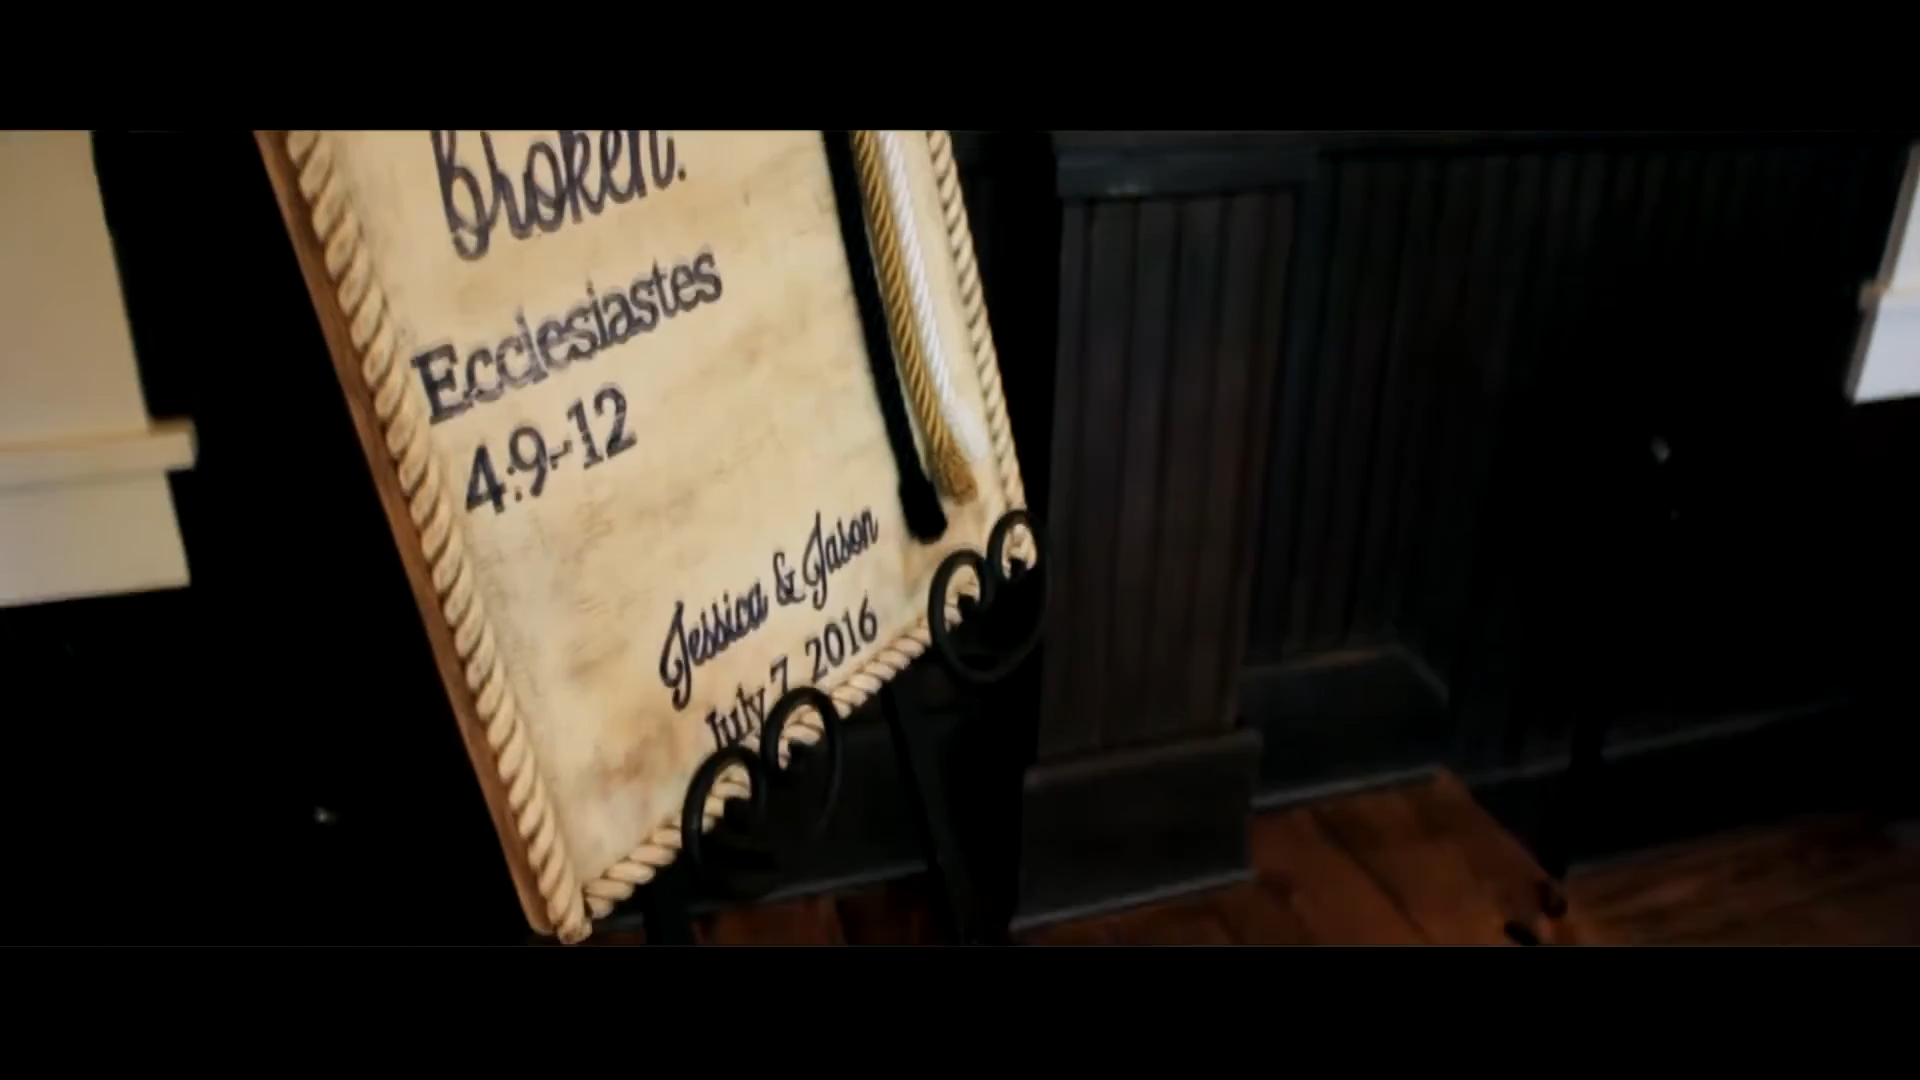 broken.
Ecclesiastes
4:9-12
Jessica & Jason
July 7, 2016